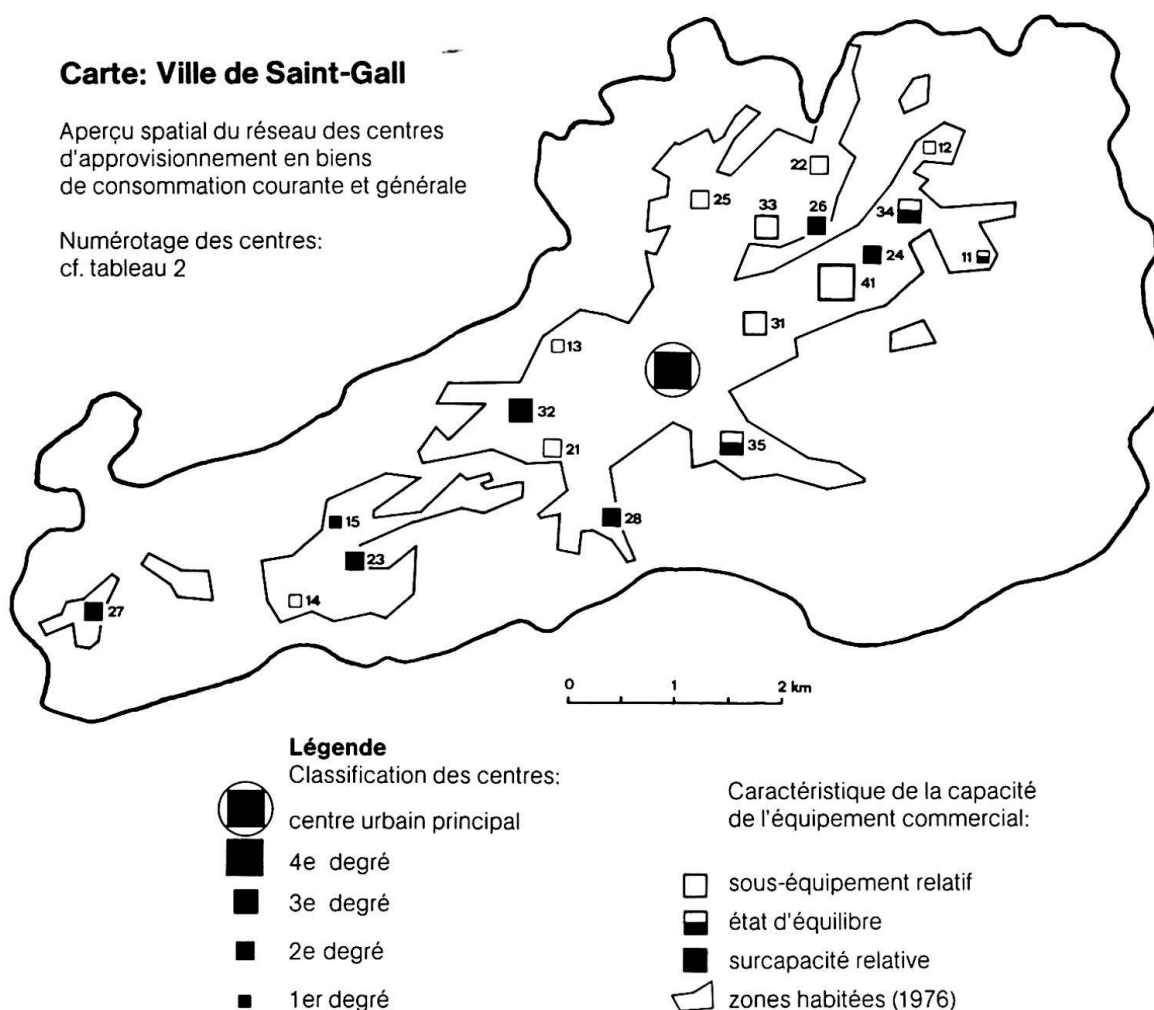 Carte: Ville de Saint-Gall
Aperçu spatial du réseau des centres
d'approvisionnement en biens
de consommation courante et générale
Numérotage des centres:
cf. tableau 2
12
22
25
33
26
34
24
11
41
31
13
32
21
35
15
28
23
14
27
0 1 2 km
Légende
Classification des centres:
centre urbain principal
4e degré
3e degré
2e degré
1er degré
Caractéristique de la capacité
de l'équipement commercial:
sous-équipement relatif
état d'équilibre
surcapacité relative
zones habitées (1976)